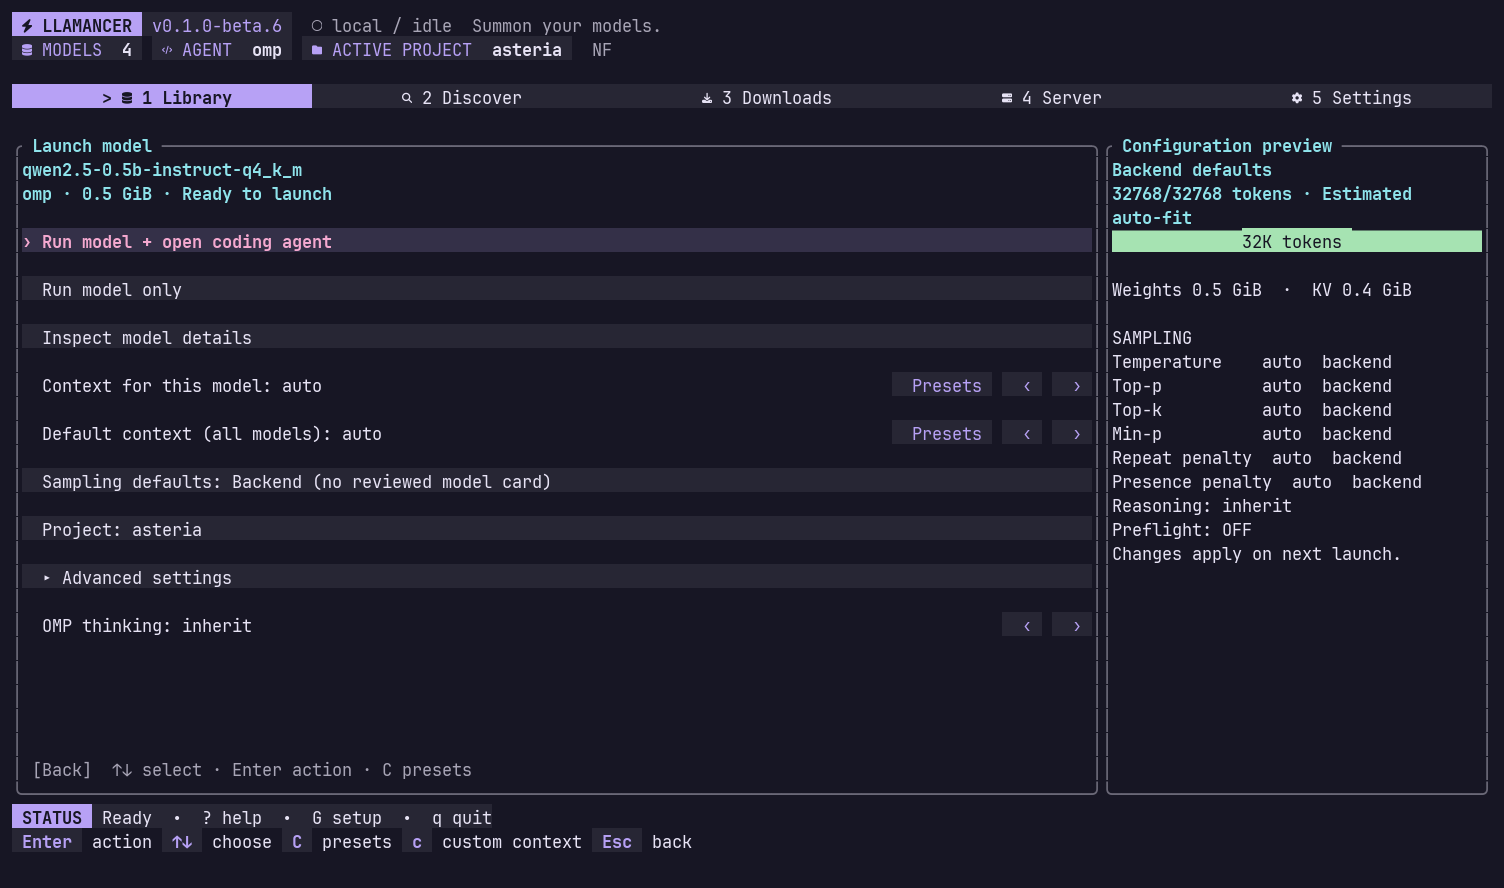 LLAMANCER v0.1.0-beta.6 local / idle Summon your models.
MODELS 4 </> AGENT omp ACTIVE PROJECT asteria NF
> 1 Library 2 Discover 3 Downloads 4 Server 5 Settings
Launch model
qwen2.5-0.5b-instruct-q4_k_m
omp · 0.5 GiB · Ready to launch
› Run model + open coding agent
Run model only
Inspect model details
Context for this model: auto Presets ‹ ›
Default context (all models): auto Presets ‹ ›
Sampling defaults: Backend (no reviewed model card)
Project: asteria
▸ Advanced settings
OMP thinking: inherit ‹ ›
[Back] ↑↓ select · Enter action · C presets
Configuration preview
Backend defaults
32768/32768 tokens · Estimated
auto-fit
32K tokens
Weights 0.5 GiB · KV 0.4 GiB
SAMPLING
Temperature auto backend
Top-p auto backend
Top-k auto backend
Min-p auto backend
Repeat penalty auto backend
Presence penalty auto backend
Reasoning: inherit
Preflight: OFF
Changes apply on next launch.
STATUS Ready • ? help • G setup • q quit
Enter action ↑↓ choose C presets c custom context Esc back